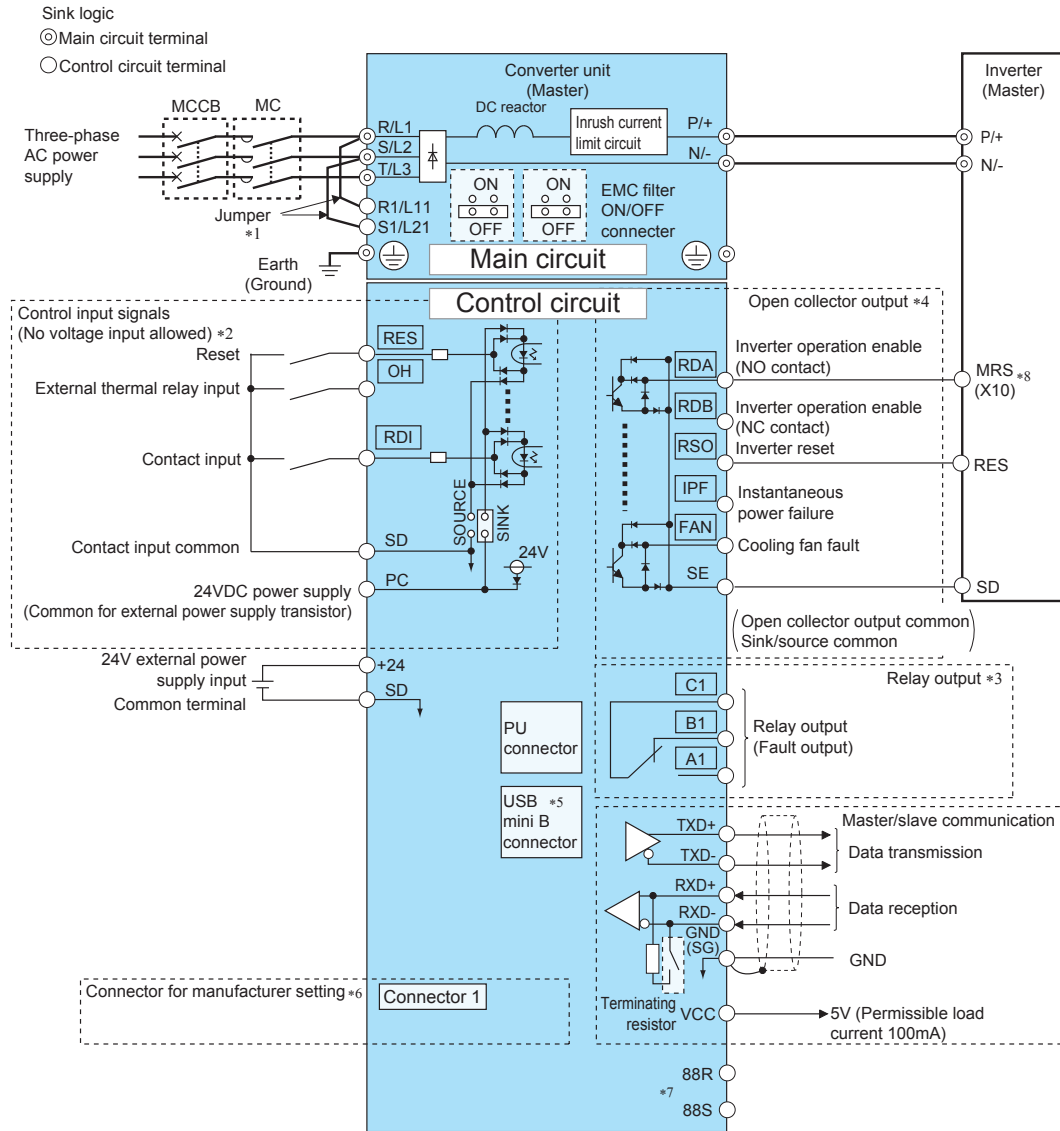 Sink logic
Main circuit terminal
Control circuit terminal
MCCB
MC
Three-phase
AC power
supply
Jumper
*1
Earth
(Ground)
Converter unit
(Master)
DC reactor
Inrush current
limit circuit
R/L1
S/L2
T/L3
R1/L11
S1/L21
P/+
N/-
ON
OFF
ON
OFF
EMC filter
ON/OFF
connecter
Main circuit
Inverter
(Master)
P/+
N/-
Control circuit
Control input signals
(No voltage input allowed) *2
Reset
External thermal relay input
Contact input
Contact input common
24VDC power supply
(Common for external power supply transistor)
RES
OH
RDI
SD
PC
SOURCE
SINK
24V
24V external power
supply input
Common terminal
+24
SD
Open collector output *4
RDA
Inverter operation enable
(NO contact)
RDB
Inverter operation enable
(NC contact)
RSO
Inverter reset
IPF
Instantaneous
power failure
FAN
Cooling fan fault
SE
Open collector output common
Sink/source common
MRS *8
(X10)
RES
SD
Relay output *3
C1
B1
A1
Relay output
(Fault output)
PU
connector
USB *5
mini B
connector
Master/slave communication
TXD+
TXD-
Data transmission
RXD+
RXD-
Data reception
GND
(SG)
GND
Terminating
resistor
VCC
5V (Permissible load
current 100mA)
Connector for manufacturer setting *6
Connector 1
88R
*7
88S